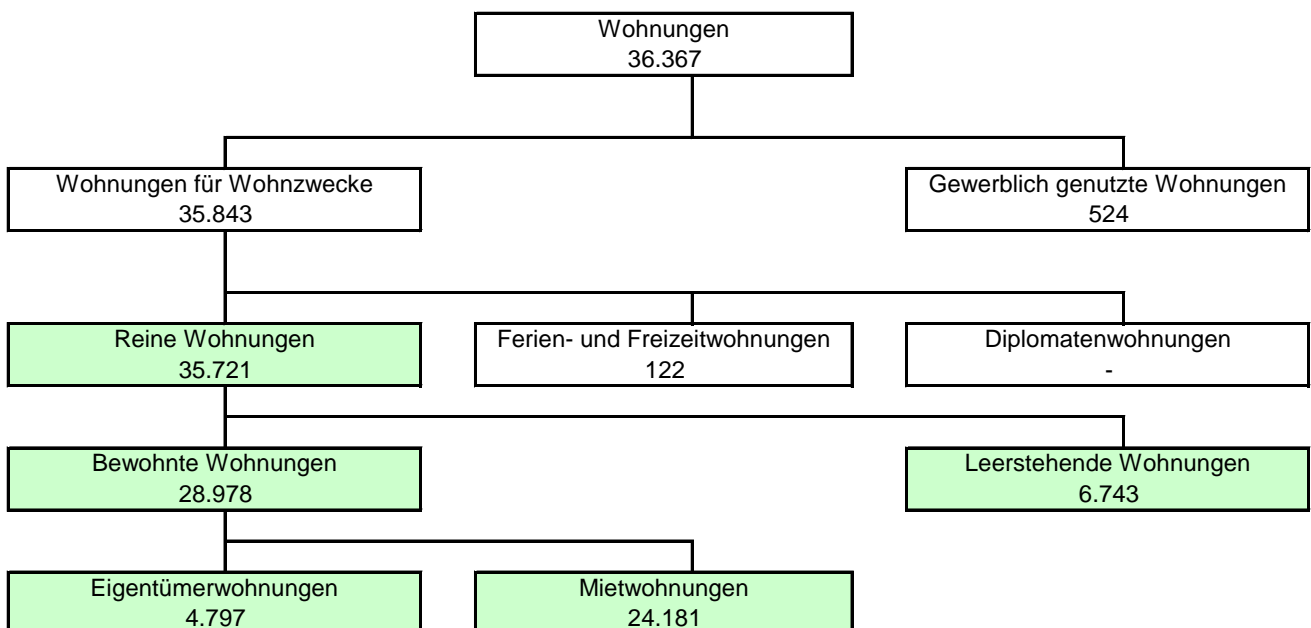 Wohnungen
36.367
Wohnungen für Wohnzwecke
35.843
Gewerblich genutzte Wohnungen
524
Reine Wohnungen
35.721
Ferien- und Freizeitwohnungen
122
Diplomatenwohnungen
-
Bewohnte Wohnungen
28.978
Leerstehende Wohnungen
6.743
Eigentümerwohnungen
4.797
Mietwohnungen
24.181